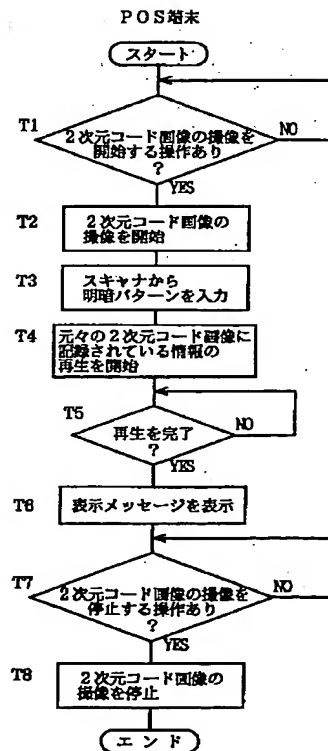 POS端末
スタート
T1
2次元コード画像の撮像を
開始する操作あり
?
NO
YES
T2
2次元コード画像の
撮像を開始
T3
スキャナから
明暗パターンを入力
T4
元々の2次元コード画像に
記録されている情報の
再生を開始
T5
再生を完了
?
NO
YES
T6
表示メッセージを表示
T7
2次元コード画像の撮像を
停止する操作あり
?
NO
YES
T8
2次元コード画像の
撮像を停止
エンド